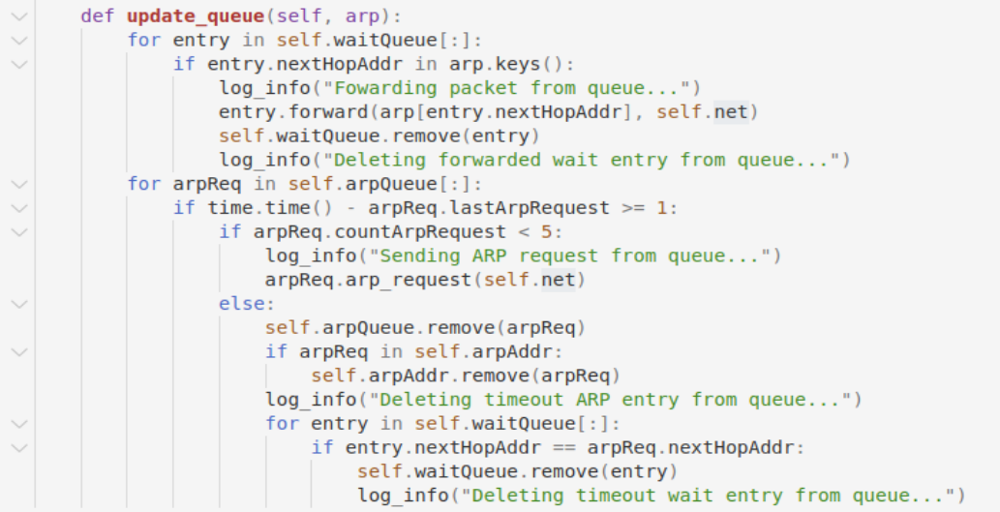 def update_queue(self, arp):
    for entry in self.waitQueue[:]:
        if entry.nextHopAddr in arp.keys():
            log_info("Fowarding packet from queue...")
            entry.forward(arp[entry.nextHopAddr], self.net)
            self.waitQueue.remove(entry)
            log_info("Deleting forwarded wait entry from queue...")
    for arpReq in self.arpQueue[:]:
        if time.time() - arpReq.lastArpRequest >= 1:
            if arpReq.countArpRequest < 5:
                log_info("Sending ARP request from queue...")
                arpReq.arp_request(self.net)
            else:
                self.arpQueue.remove(arpReq)
                if arpReq in self.arpAddr:
                    self.arpAddr.remove(arpReq)
                log_info("Deleting timeout ARP entry from queue...")
                for entry in self.waitQueue[:]:
                    if entry.nextHopAddr == arpReq.nextHopAddr:
                        self.waitQueue.remove(entry)
                        log_info("Deleting timeout wait entry from queue...")